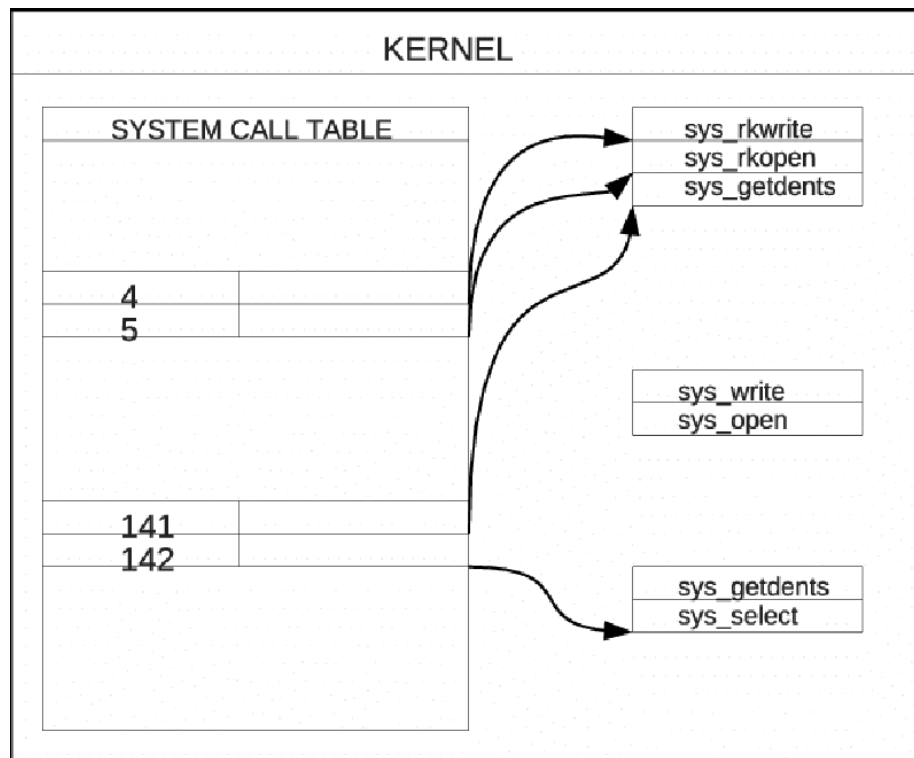 KERNEL
SYSTEM CALL TABLE
4
5
141
142
sys_rkwrite
sys_rkopen
sys_getdents
sys_write
sys_open
sys_getdents
sys_select